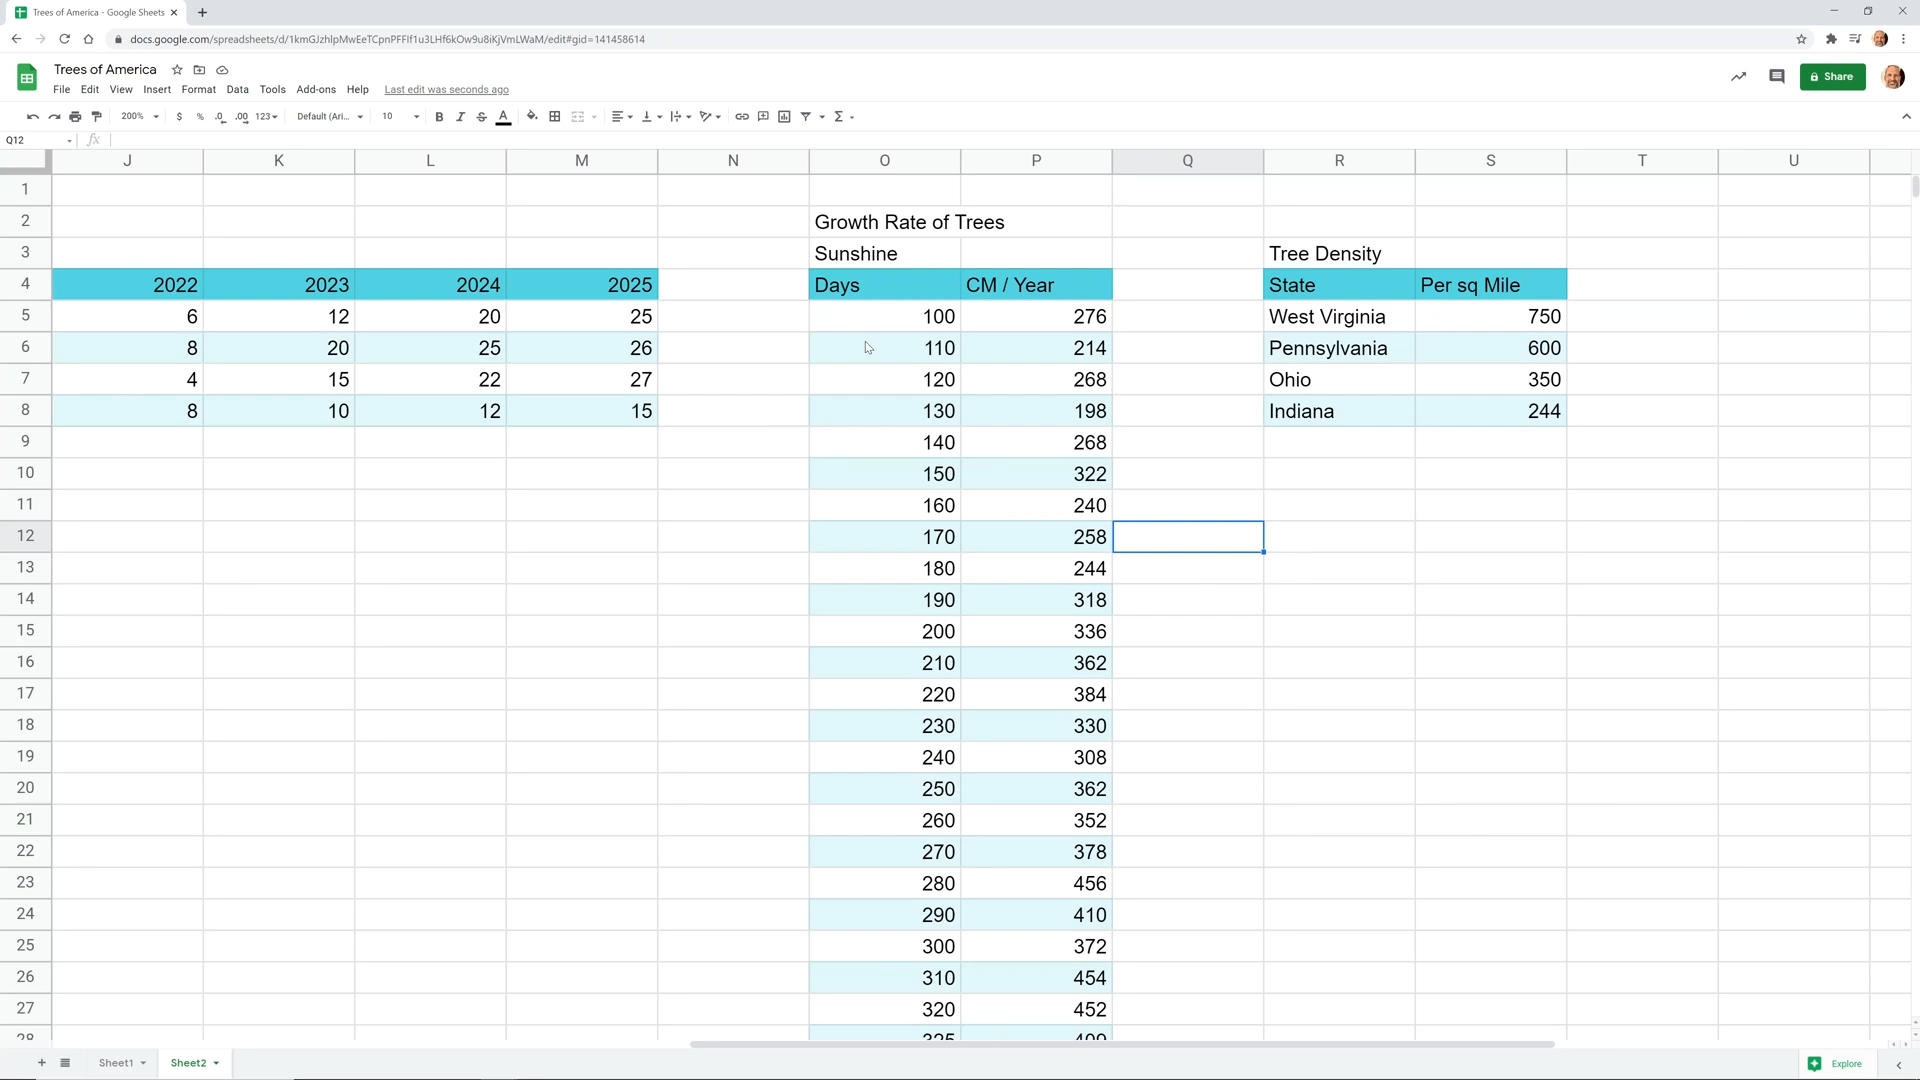 Trees of America - Google Sheets
docs.google.com/spreadsheets/d/1kmGJzhlpMwEeTCpnPFFIf1u3LHf6kOw9u8iKjVmLWaM/edit#gid=141458614
Trees of America
Share
File Edit View Insert Format Data Tools Add-ons Help Last edit was seconds ago
200% $ % .0 .00 123 Default (Ari... 10 B I S A Σ
Q12 fx
J K L M N O P Q R S T U
1
2 Growth Rate of Trees
3 Sunshine Tree Density
4 2022 2023 2024 2025 Days CM / Year State Per sq Mile
5 6 12 20 25 100 276 West Virginia 750
6 8 20 25 26 110 214 Pennsylvania 600
7 4 15 22 27 120 268 Ohio 350
8 8 10 12 15 130 198 Indiana 244
9 140 268
10 150 322
11 160 240
12 170 258
13 180 244
14 190 318
15 200 336
16 210 362
17 220 384
18 230 330
19 240 308
20 250 362
21 260 352
22 270 378
23 280 456
24 290 410
25 300 372
26 310 454
27 320 452
28 325
Sheet1 Sheet2 Explore